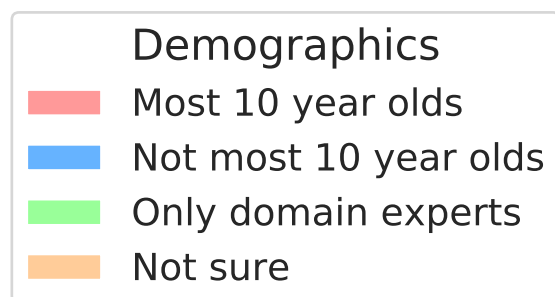 Demographics
Most 10 year olds
Not most 10 year olds
Only domain experts
Not sure